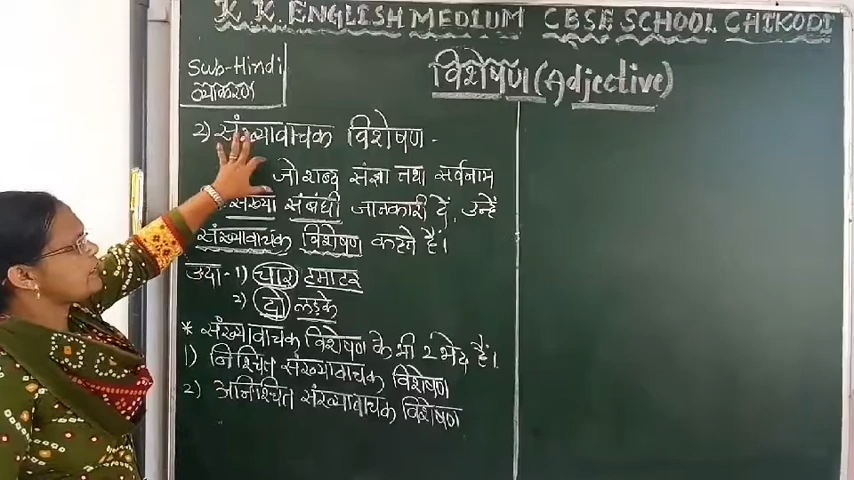 K. K. ENGLISH MEDIUM CBSE SCHOOL CHIKODI
Sub-Hindi
व्याकरण
विशेषण (Adjective)
2) संख्यावाचक विशेषण -
जो शब्द संज्ञा तथा सर्वनाम
संख्या संबंधी जानकारी दें, उन्हें
संख्यावाचक विशेषण कहते हैं।
उदा - 1) चार टमाटर
2) दो लड़के
* संख्यावाचक विशेषण के भी 2 भेद हैं।
1) निश्चित संख्यावाचक विशेषण
2) अनिश्चित संख्यावाचक विशेषण